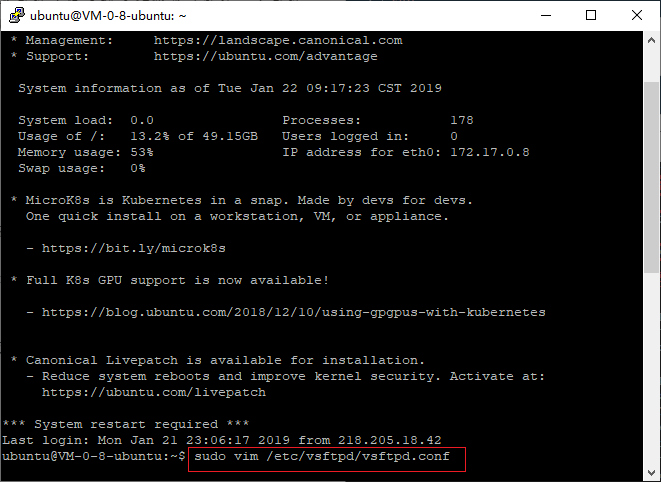 ubuntu@VM-0-8-ubuntu: ~
* Management:     https://landscape.canonical.com
* Support:        https://ubuntu.com/advantage
System information as of Tue Jan 22 09:17:23 CST 2019
System load:  0.0                Processes:           178
Usage of /:   13.2% of 49.15GB   Users logged in:     0
Memory usage: 53%                IP address for eth0: 172.17.0.8
Swap usage:   0%
* MicroK8s is Kubernetes in a snap. Made by devs for devs.
One quick install on a workstation, VM, or appliance.
- https://bit.ly/microk8s
* Full K8s GPU support is now available!
- https://blog.ubuntu.com/2018/12/10/using-gpgpus-with-kubernetes
* Canonical Livepatch is available for installation.
- Reduce system reboots and improve kernel security. Activate at:
https://ubuntu.com/livepatch
*** System restart required ***
Last login: Mon Jan 21 23:06:17 2019 from 218.205.18.42
ubuntu@VM-0-8-ubuntu:~$ sudo vim /etc/vsftpd/vsftpd.conf